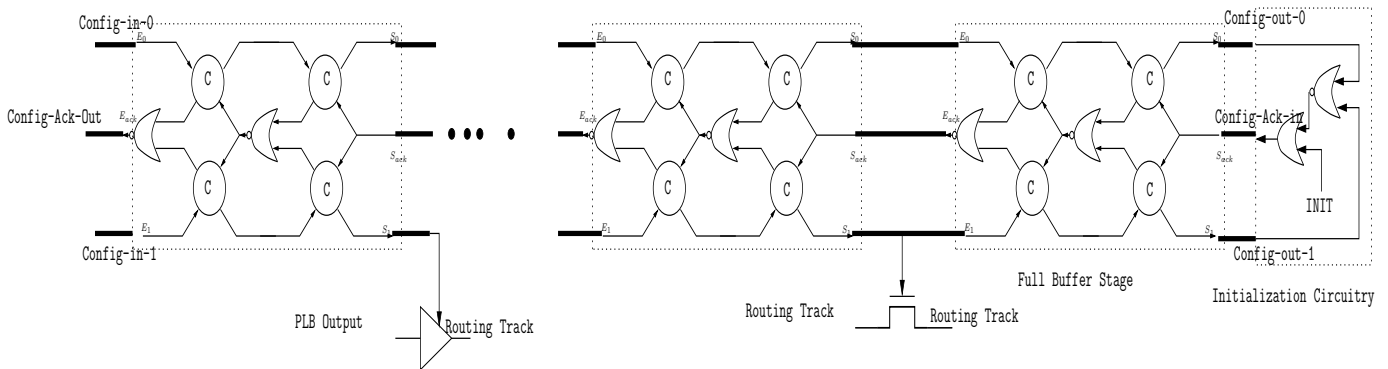 Config-in-0
Config-out-0
E0
S0
E0
S0
E0
S0
C
C
C
C
C
C
Config-Ack-Out
Eack
Eack
Eack
Config-Ack-in
Sack
Sack
Sack
C
C
C
C
C
C
INIT
E1
S1
E1
S1
E1
S1
Config-in-1
Config-out-1
Full Buffer Stage
Initialization Circuitry
PLB Output
Routing Track
Routing Track
Routing Track